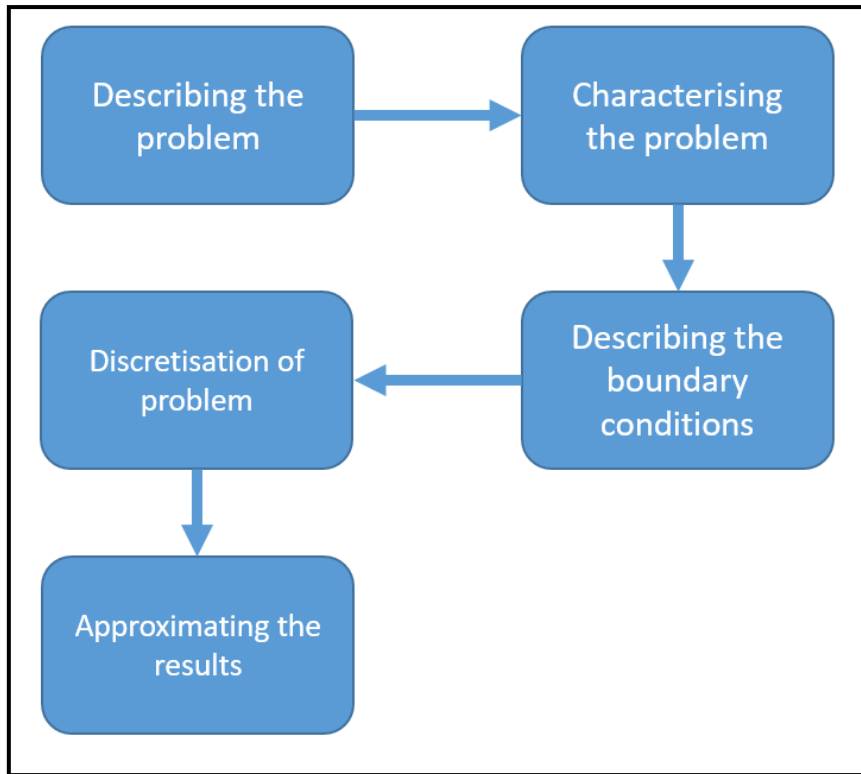 Describing the
problem
Characterising
the problem
Describing the
boundary
conditions
Discretisation of
problem
Approximating the
results